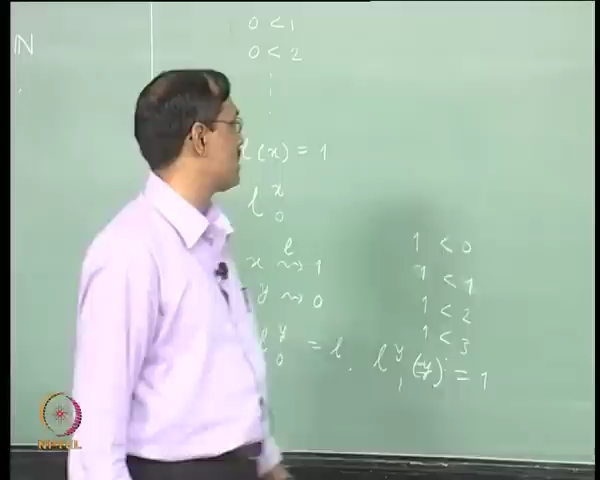 N
0 < 1
0 < 2
l(x) = 1
l x 0
l
x ⇝ 1
y ⇝ 0
l y 0 = l.
1 < 0
1 < 1
1 < 2
1 < 3
l y 1 (y) = 1
NPTEL